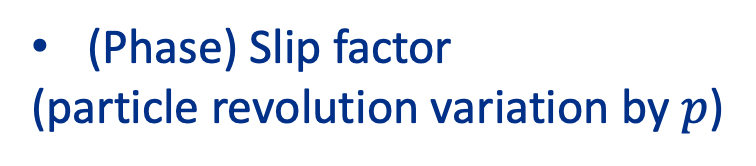 • (Phase) Slip factor
(particle revolution variation by 𝑝)